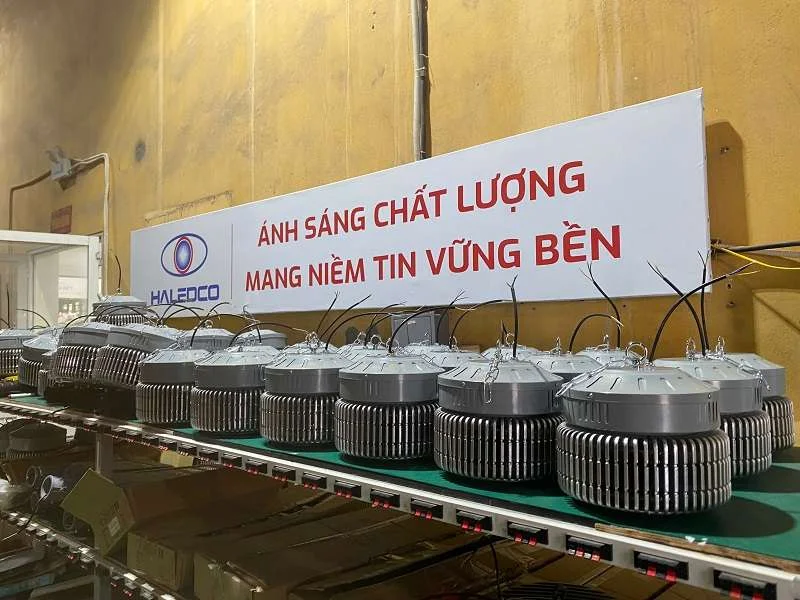 ÁNH SÁNG CHẤT LƯỢNG
MANG NIỀM TIN VỮNG BỀN
HALEDCO